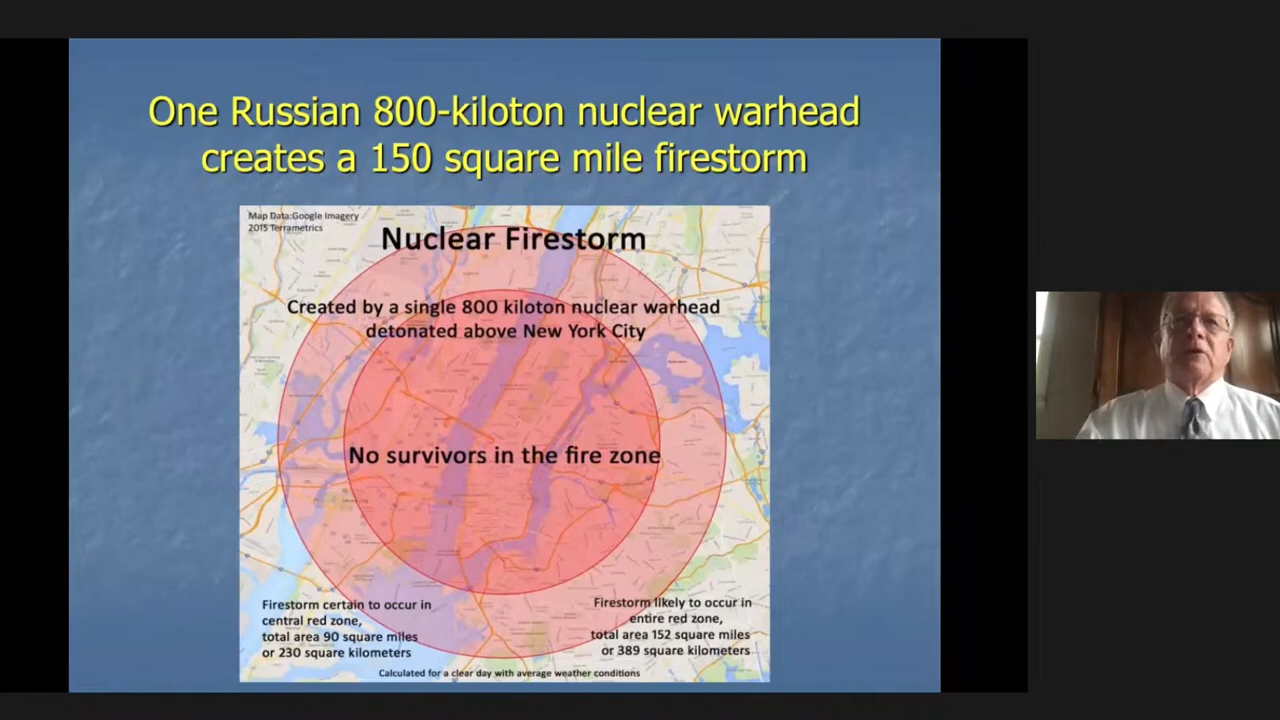 One Russian 800-kiloton nuclear warhead
creates a 150 square mile firestorm
Map Data:Google Imagery
2015 Terrametrics
Nuclear Firestorm
Created by a single 800 kiloton nuclear warhead
detonated above New York City
No survivors in the fire zone
Firestorm certain to occur in
central red zone,
total area 90 square miles
or 230 square kilometers
Firestorm likely to occur in
entire red zone,
total area 152 square miles
or 389 square kilometers
Calculated for a clear day with average weather conditions